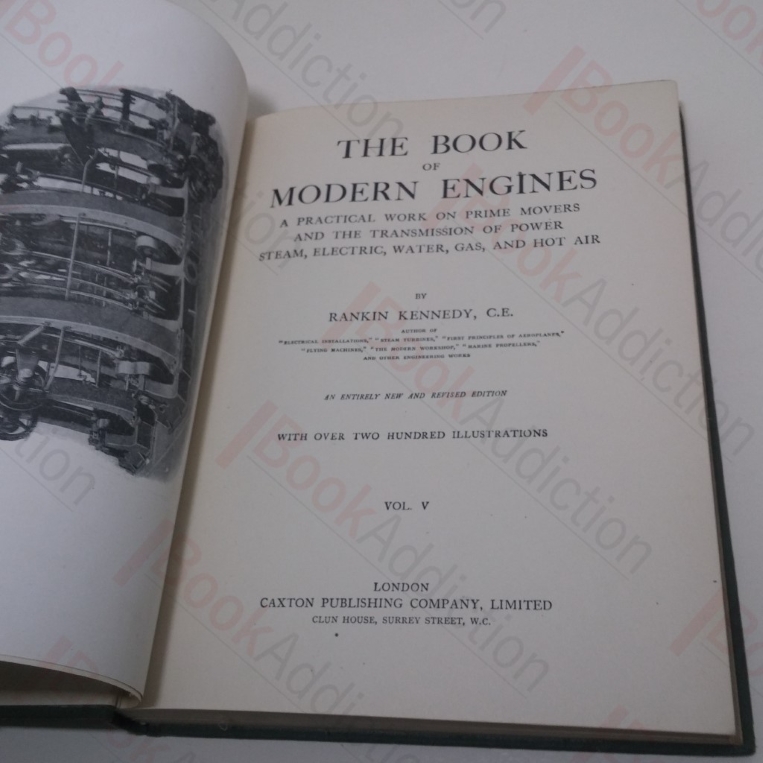 THE BOOK
OF
MODERN ENGINES
A PRACTICAL WORK ON PRIME MOVERS
AND THE TRANSMISSION OF POWER
STEAM, ELECTRIC, WATER, GAS, AND HOT AIR
BY
RANKIN KENNEDY, C.E.
AUTHOR OF
"ELECTRICAL INSTALLATIONS," "STEAM TURBINES," "FIRST PRINCIPLES OF AEROPLANES,"
"FLYING MACHINES," "THE MODERN WORKSHOP," "MARINE PROPELLERS,"
AND OTHER ENGINEERING WORKS
AN ENTIRELY NEW AND REVISED EDITION
WITH OVER TWO HUNDRED ILLUSTRATIONS
VOL. V
LONDON
CAXTON PUBLISHING COMPANY, LIMITED
CLUN HOUSE, SURREY STREET, W.C.
BookAddiction